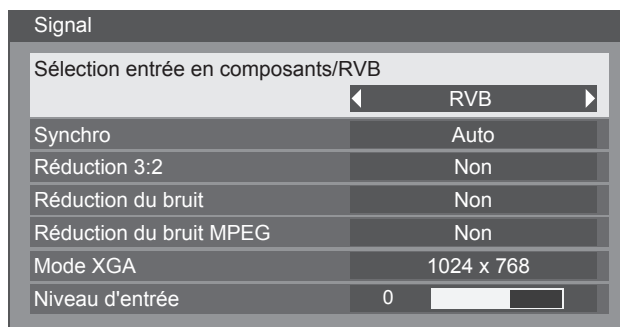 Signal
Sélection entrée en composants/RVB
RVB
Synchro Auto
Réduction 3:2 Non
Réduction du bruit Non
Réduction du bruit MPEG Non
Mode XGA 1024 x 768
Niveau d'entrée 0